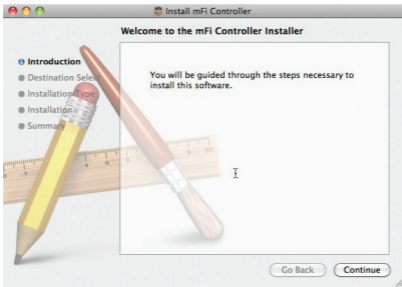 Install mFi Controller
Welcome to the mFi Controller Installer
Introduction
Destination Select
Installation Type
Installation
Summary
You will be guided through the steps necessary to
install this software.
Go Back
Continue